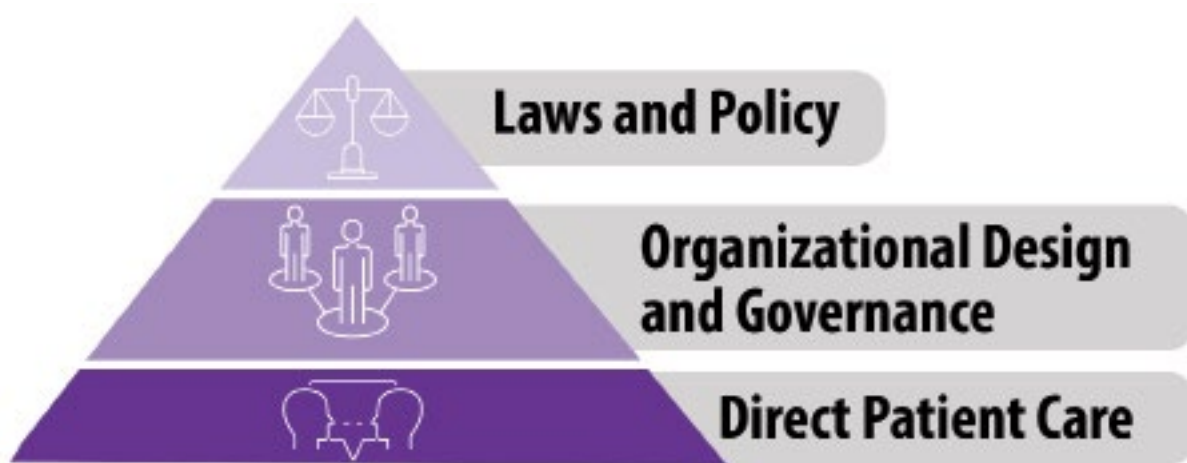 Laws and Policy
Organizational Design
and Governance
Direct Patient Care